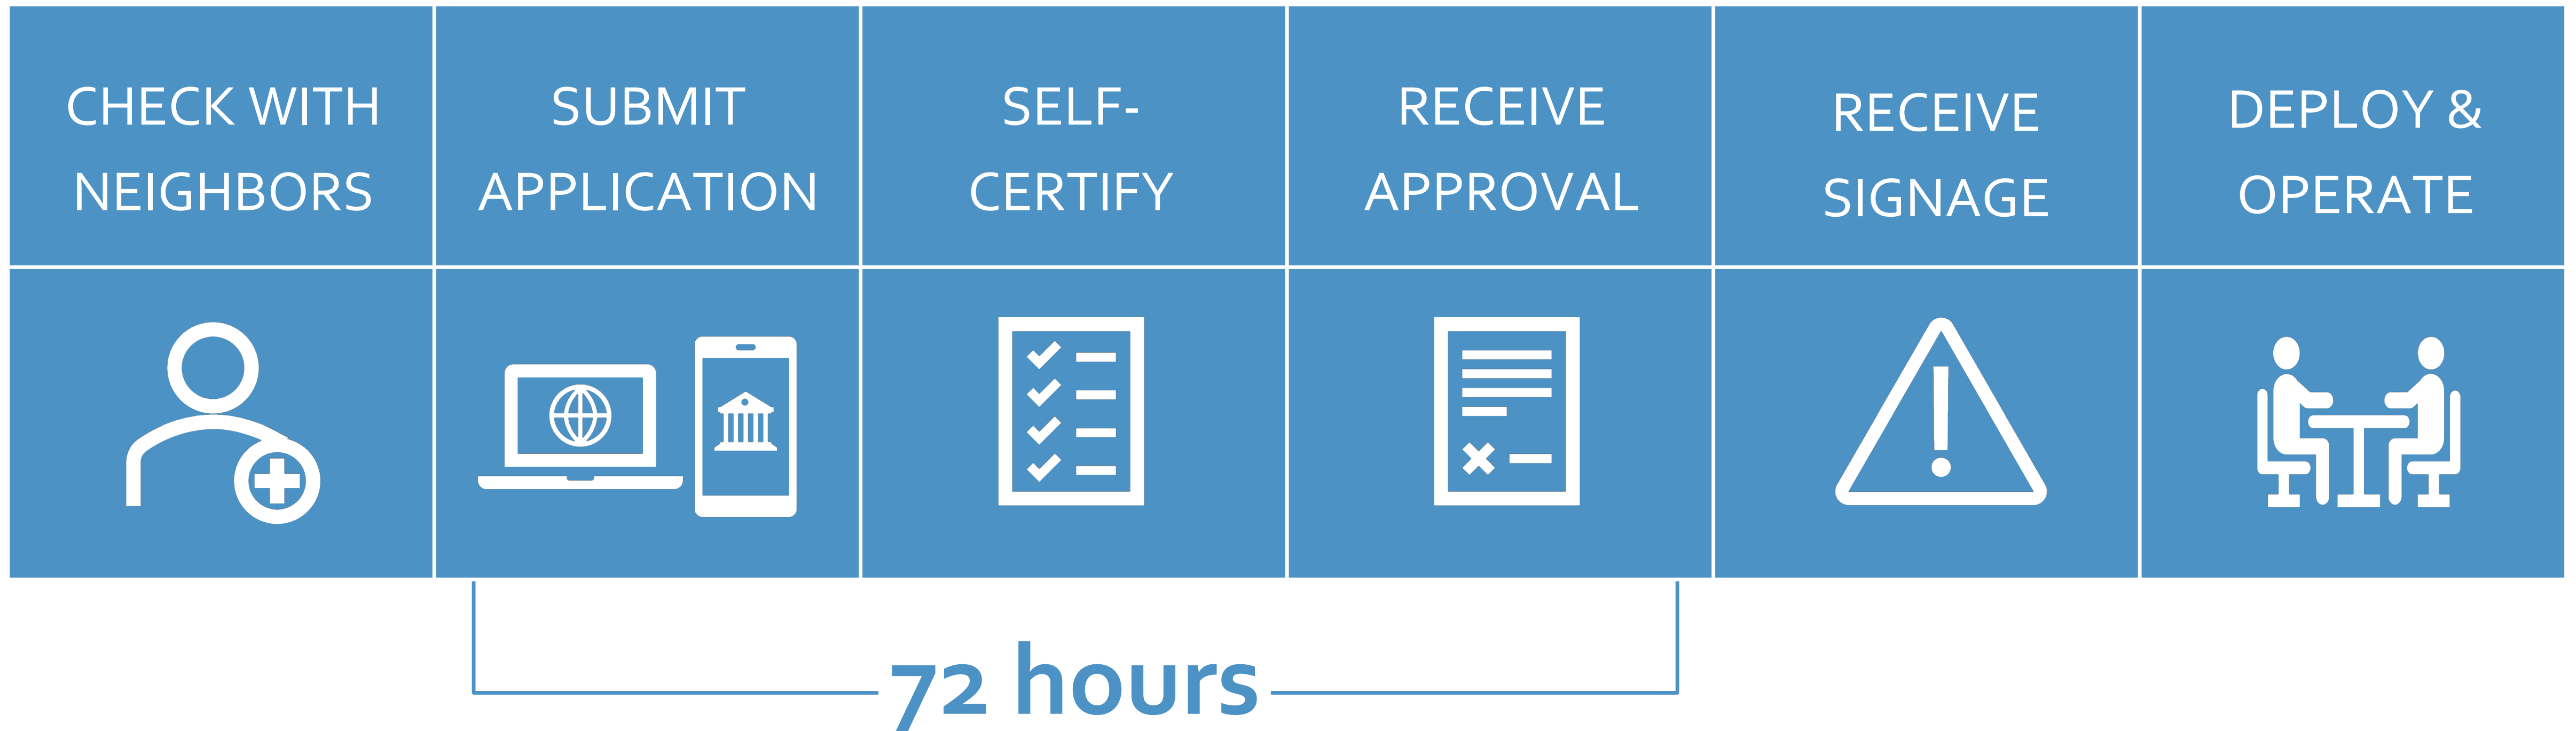 CHECK WITH
NEIGHBORS
SUBMIT
APPLICATION
SELF-
CERTIFY
RECEIVE
APPROVAL
RECEIVE
SIGNAGE
DEPLOY &
OPERATE
72 hours